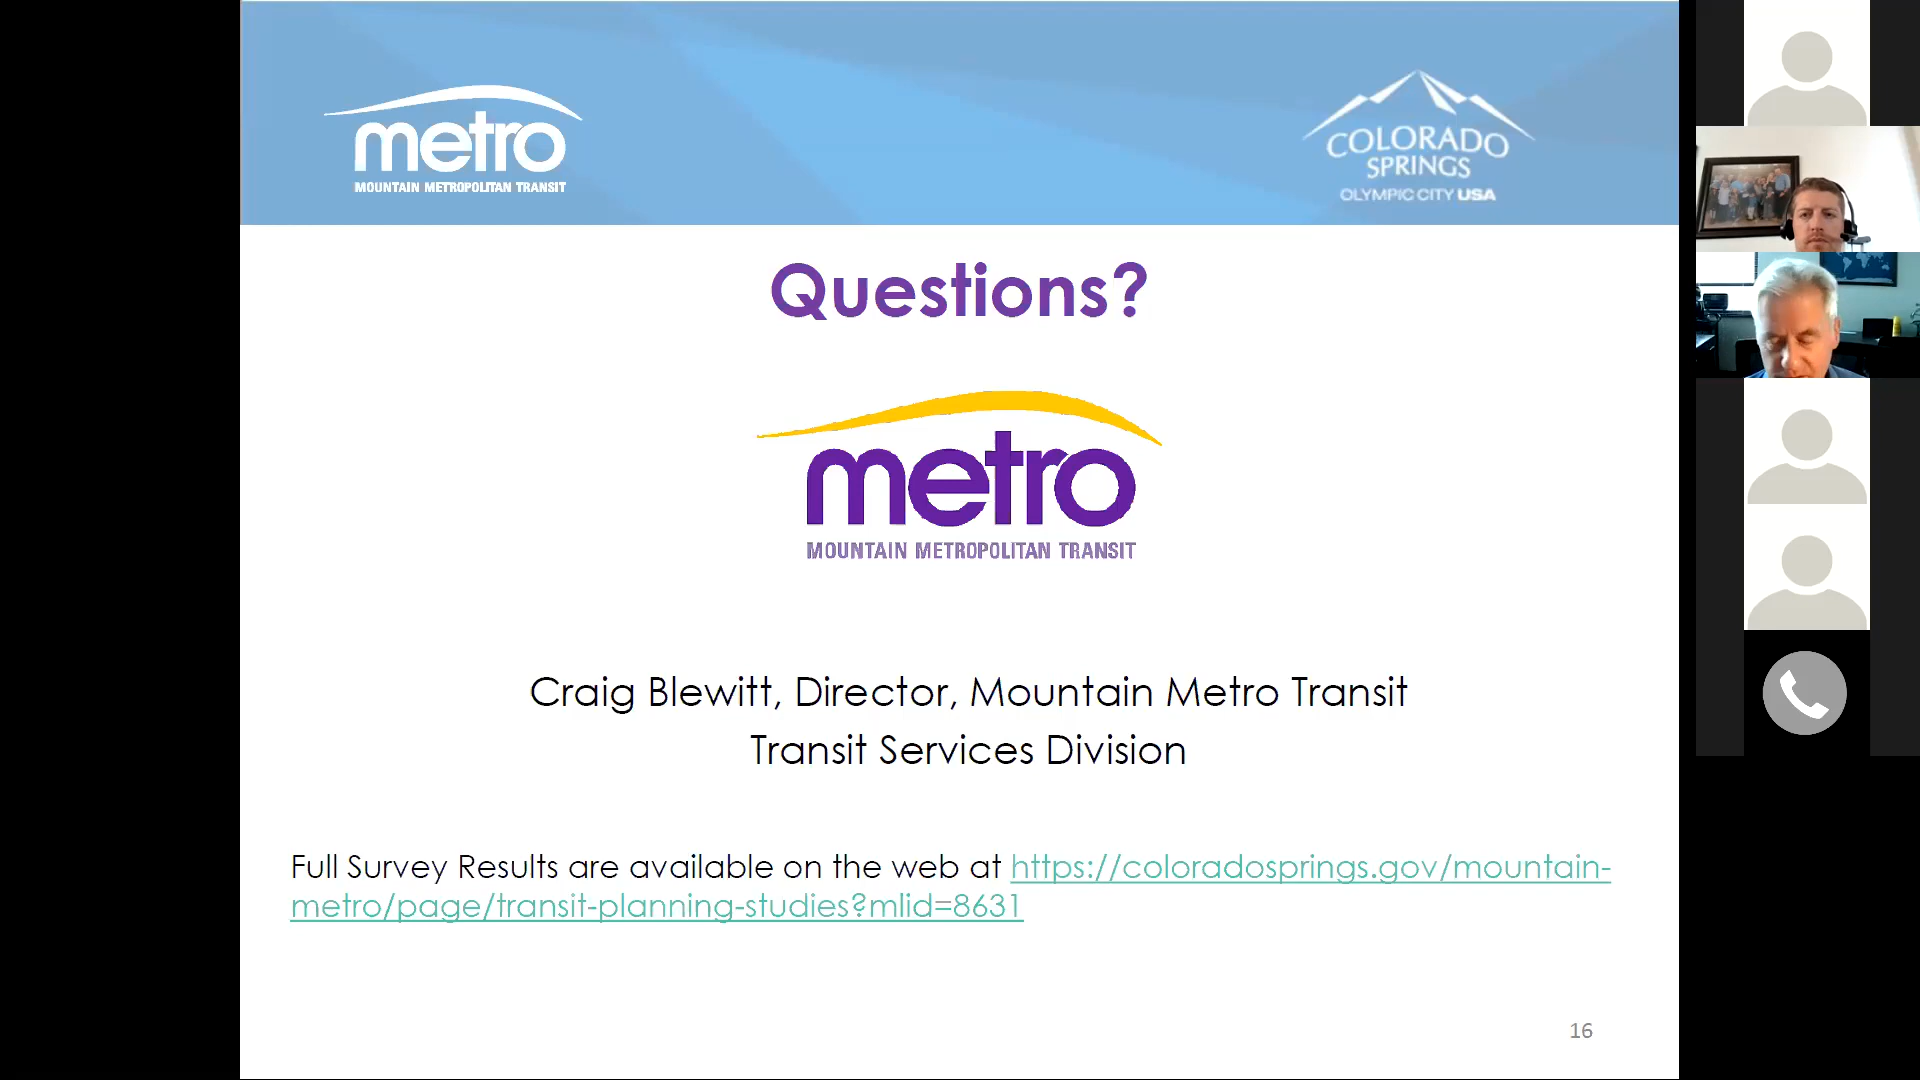 metro
MOUNTAIN METROPOLITAN TRANSIT
COLORADO
SPRINGS
OLYMPIC CITY USA
Questions?
metro
MOUNTAIN METROPOLITAN TRANSIT
Craig Blewitt, Director, Mountain Metro Transit
Transit Services Division
Full Survey Results are available on the web at https://coloradosprings.gov/mountain-
metro/page/transit-planning-studies?mlid=8631
16